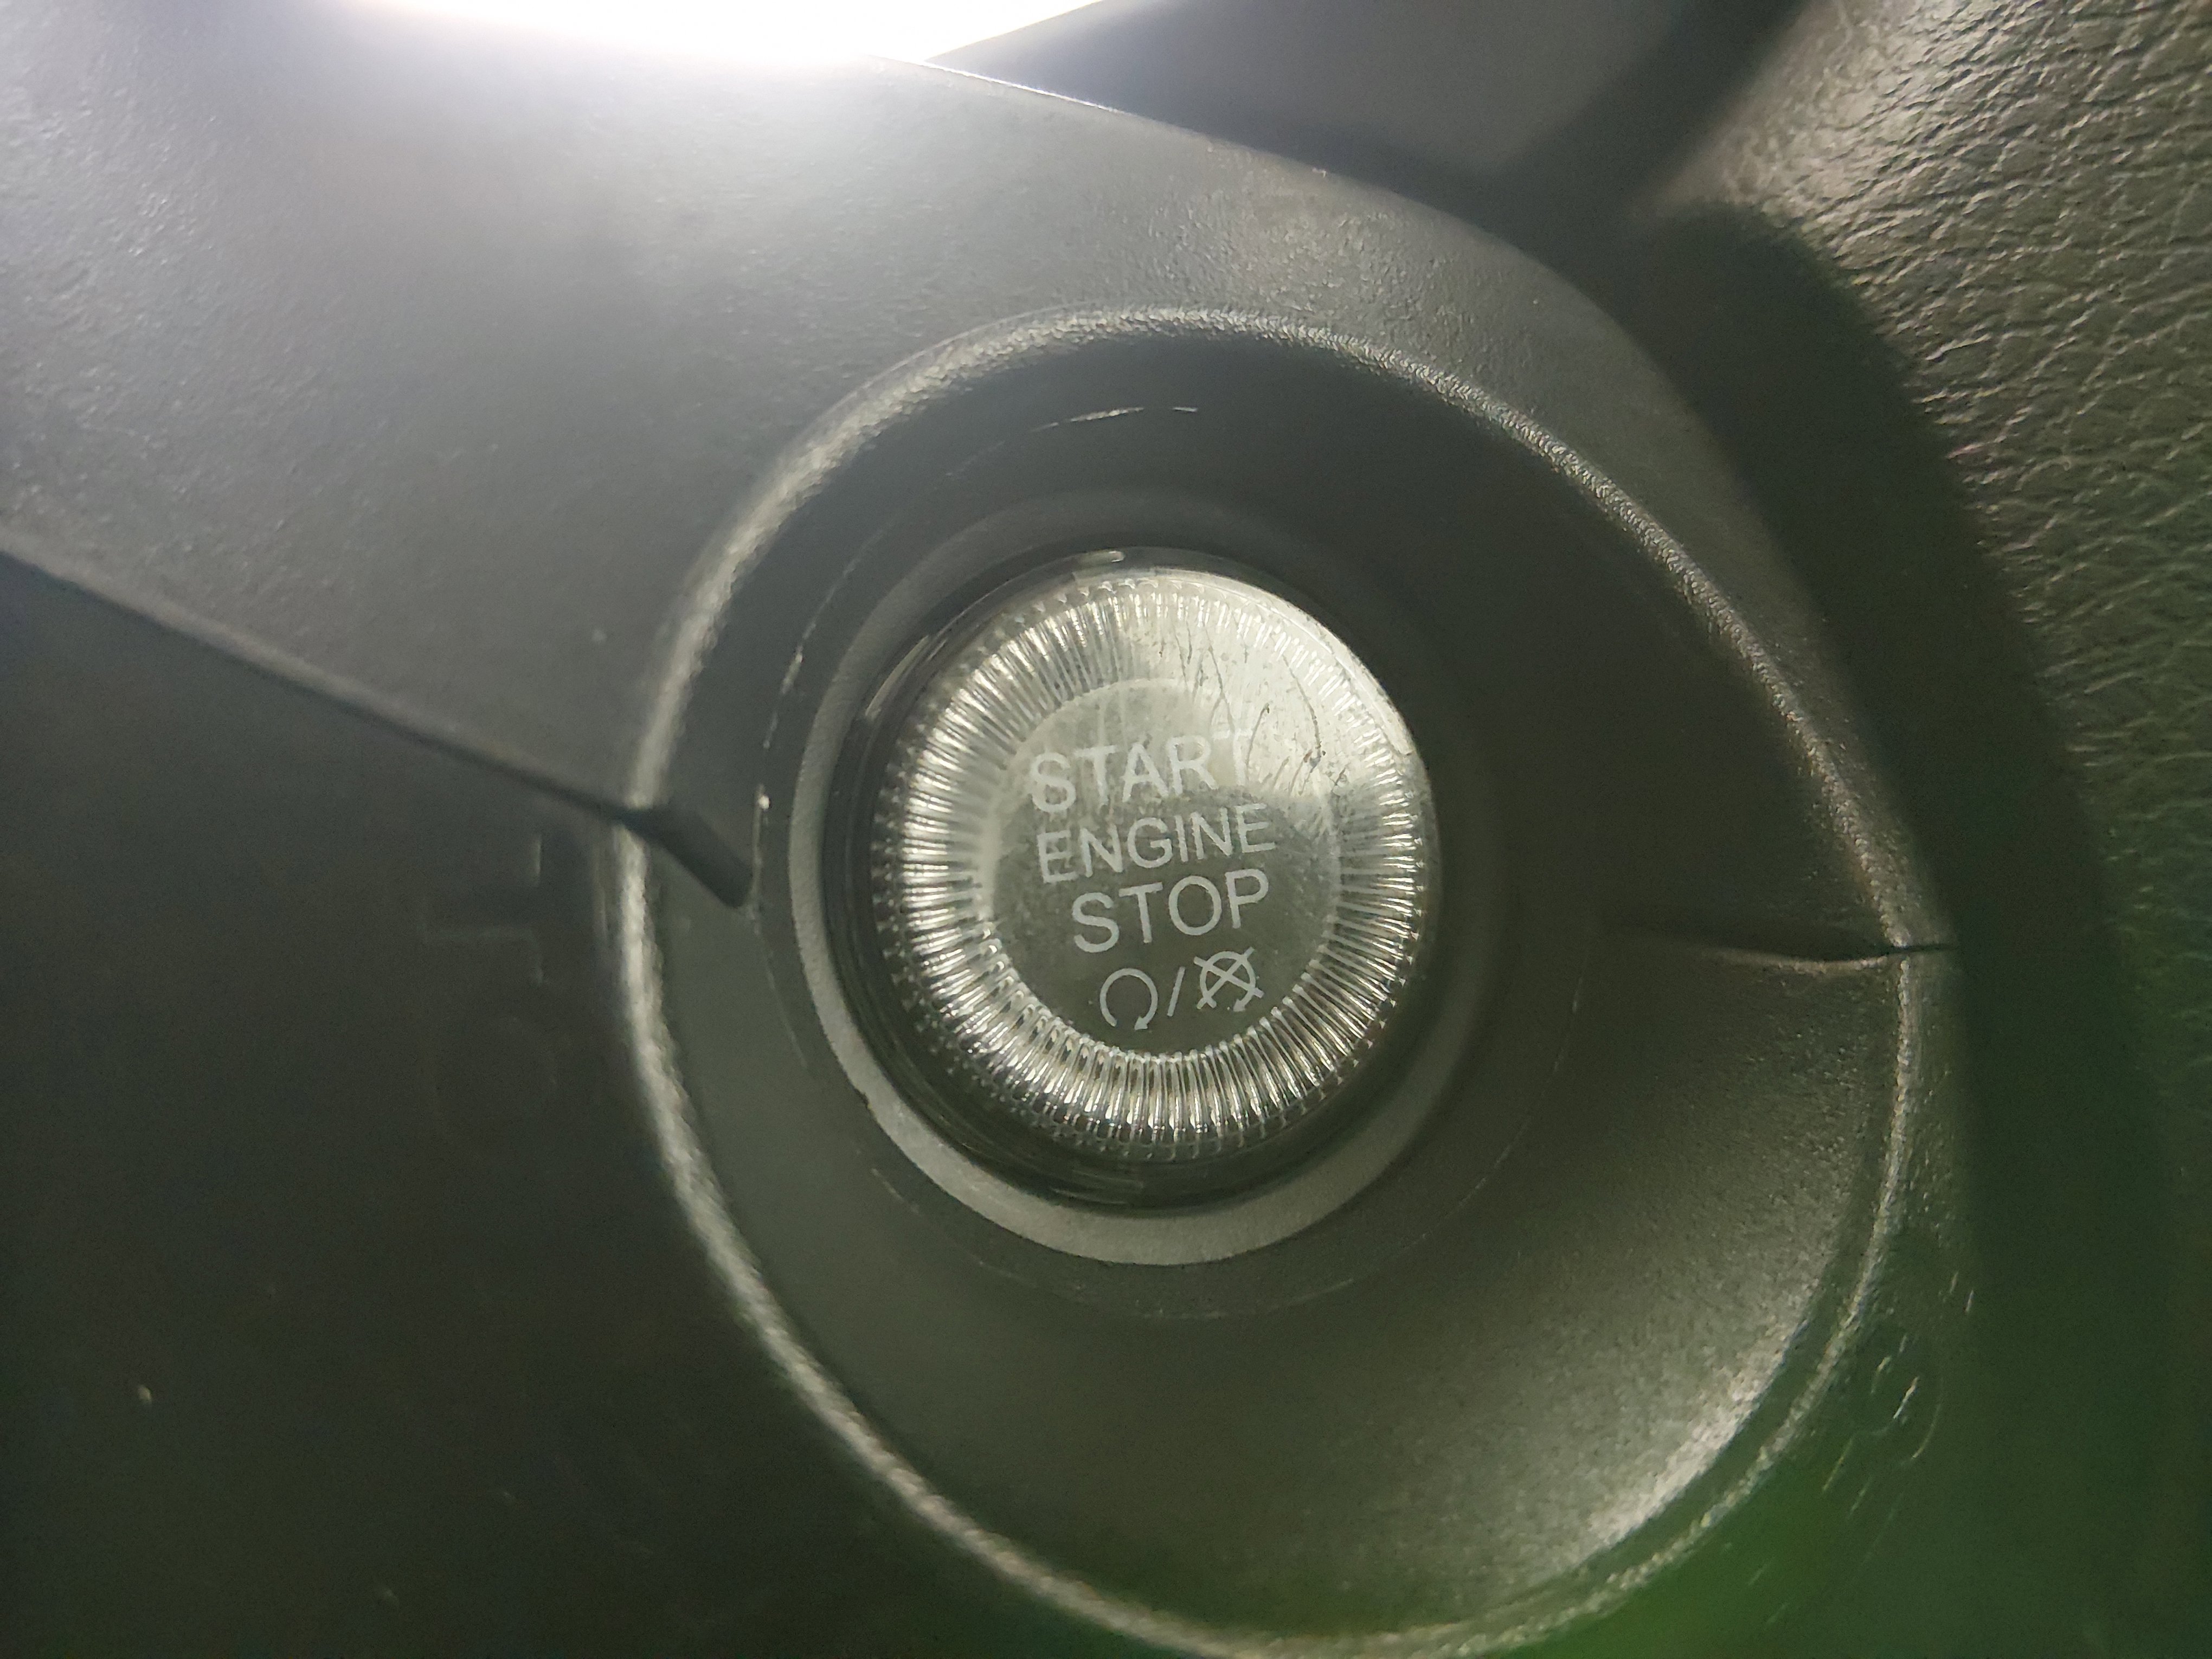 START
ENGINE
STOP
/